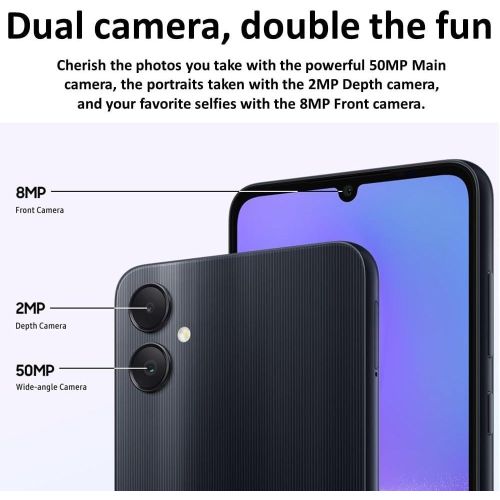 Dual camera, double the fun
Cherish the photos you take with the powerful 50MP Main
camera, the portraits taken with the 2MP Depth camera,
and your favorite selfies with the 8MP Front camera.
8MP
Front Camera
2MP
Depth Camera
50MP
Wide-angle Camera